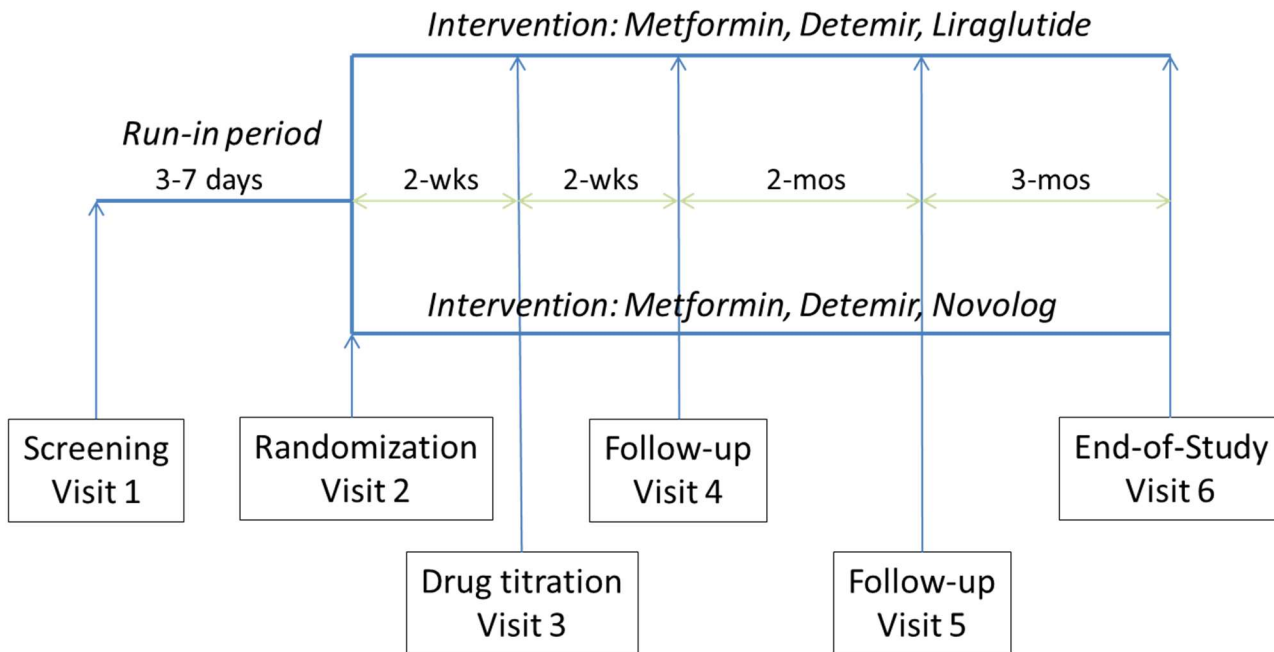 Intervention: Metformin, Detemir, Liraglutide
Run-in period
3-7 days
2-wks
2-wks
2-mos
3-mos
Intervention: Metformin, Detemir, Novolog
Screening
Visit 1
Randomization
Visit 2
Follow-up
Visit 4
End-of-Study
Visit 6
Drug titration
Visit 3
Follow-up
Visit 5